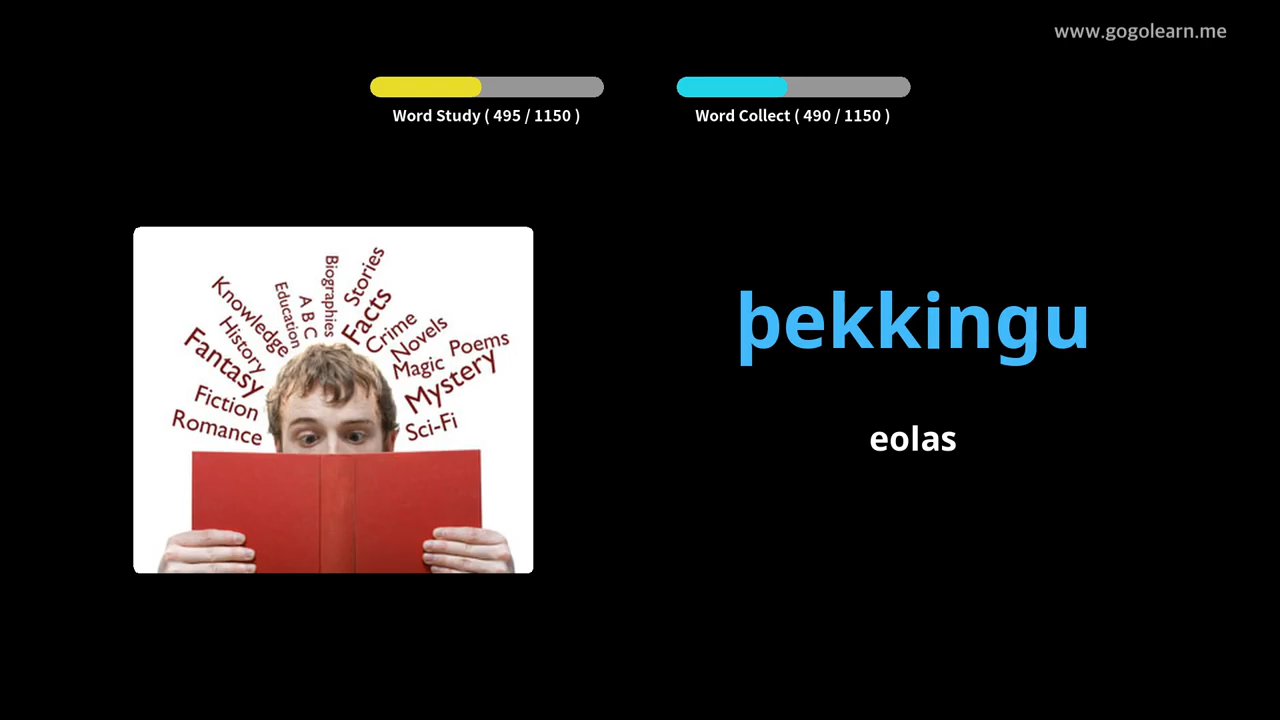 www.gogolearn.me
Word Study ( 495 / 1150 )
Word Collect ( 490 / 1150 )
Romance
Fiction
Fantasy
History
Knowledge
Education
A B C
Biographies
Stories
Facts
Crime
Novels
Magic
Poems
Mystery
Sci-Fi
þekkingu
eolas